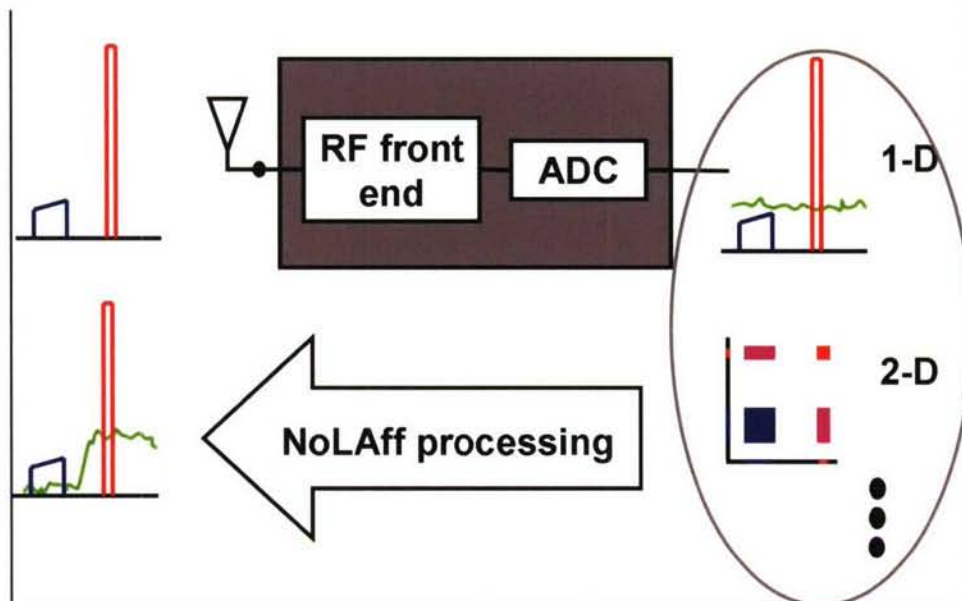 RF front
end
ADC
1-D
2-D
NoLAff processing